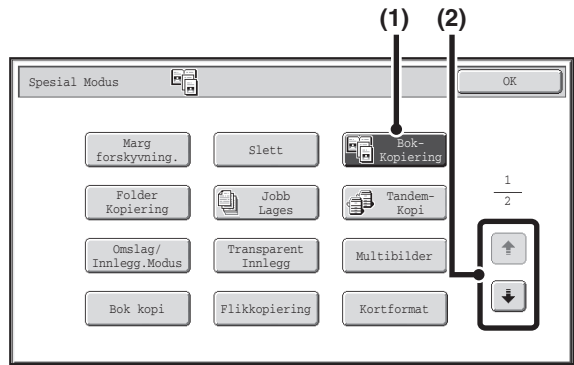 (1) (2)
Spesial Modus
OK
Marg
forskyvning.
Slett
Bok-
Kopiering
Folder
Kopiering
Jobb
Lages
Tandem-
Kopi
1
2
Omslag/
Innlegg.Modus
Transparent
Innlegg
Multibilder
Bok kopi
Flikkopiering
Kortformat